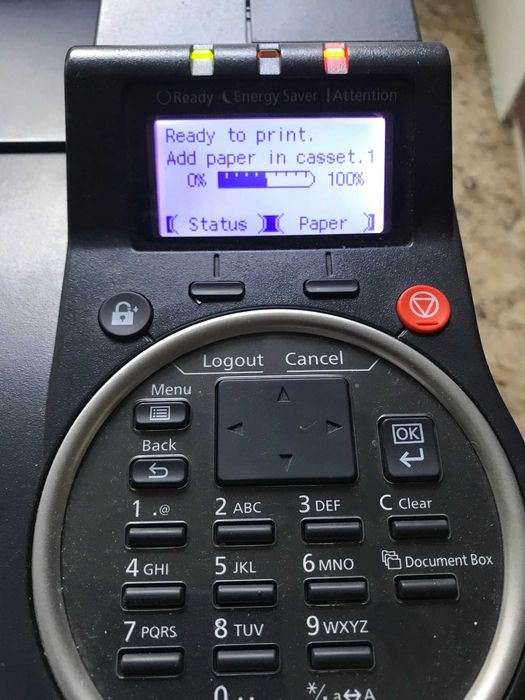 Ready Energy Saver !Attention
Ready to print.
Add paper in casset.1
0% 100%
[ Status ] [ Paper ]
Logout Cancel
Menu
OK
Back
1 .@ 2 ABC 3 DEF C Clear
4 GHI 5 JKL 6 MNO Document Box
7 PQRS 8 TUV 9 WXYZ
0 .. */. a⇔A